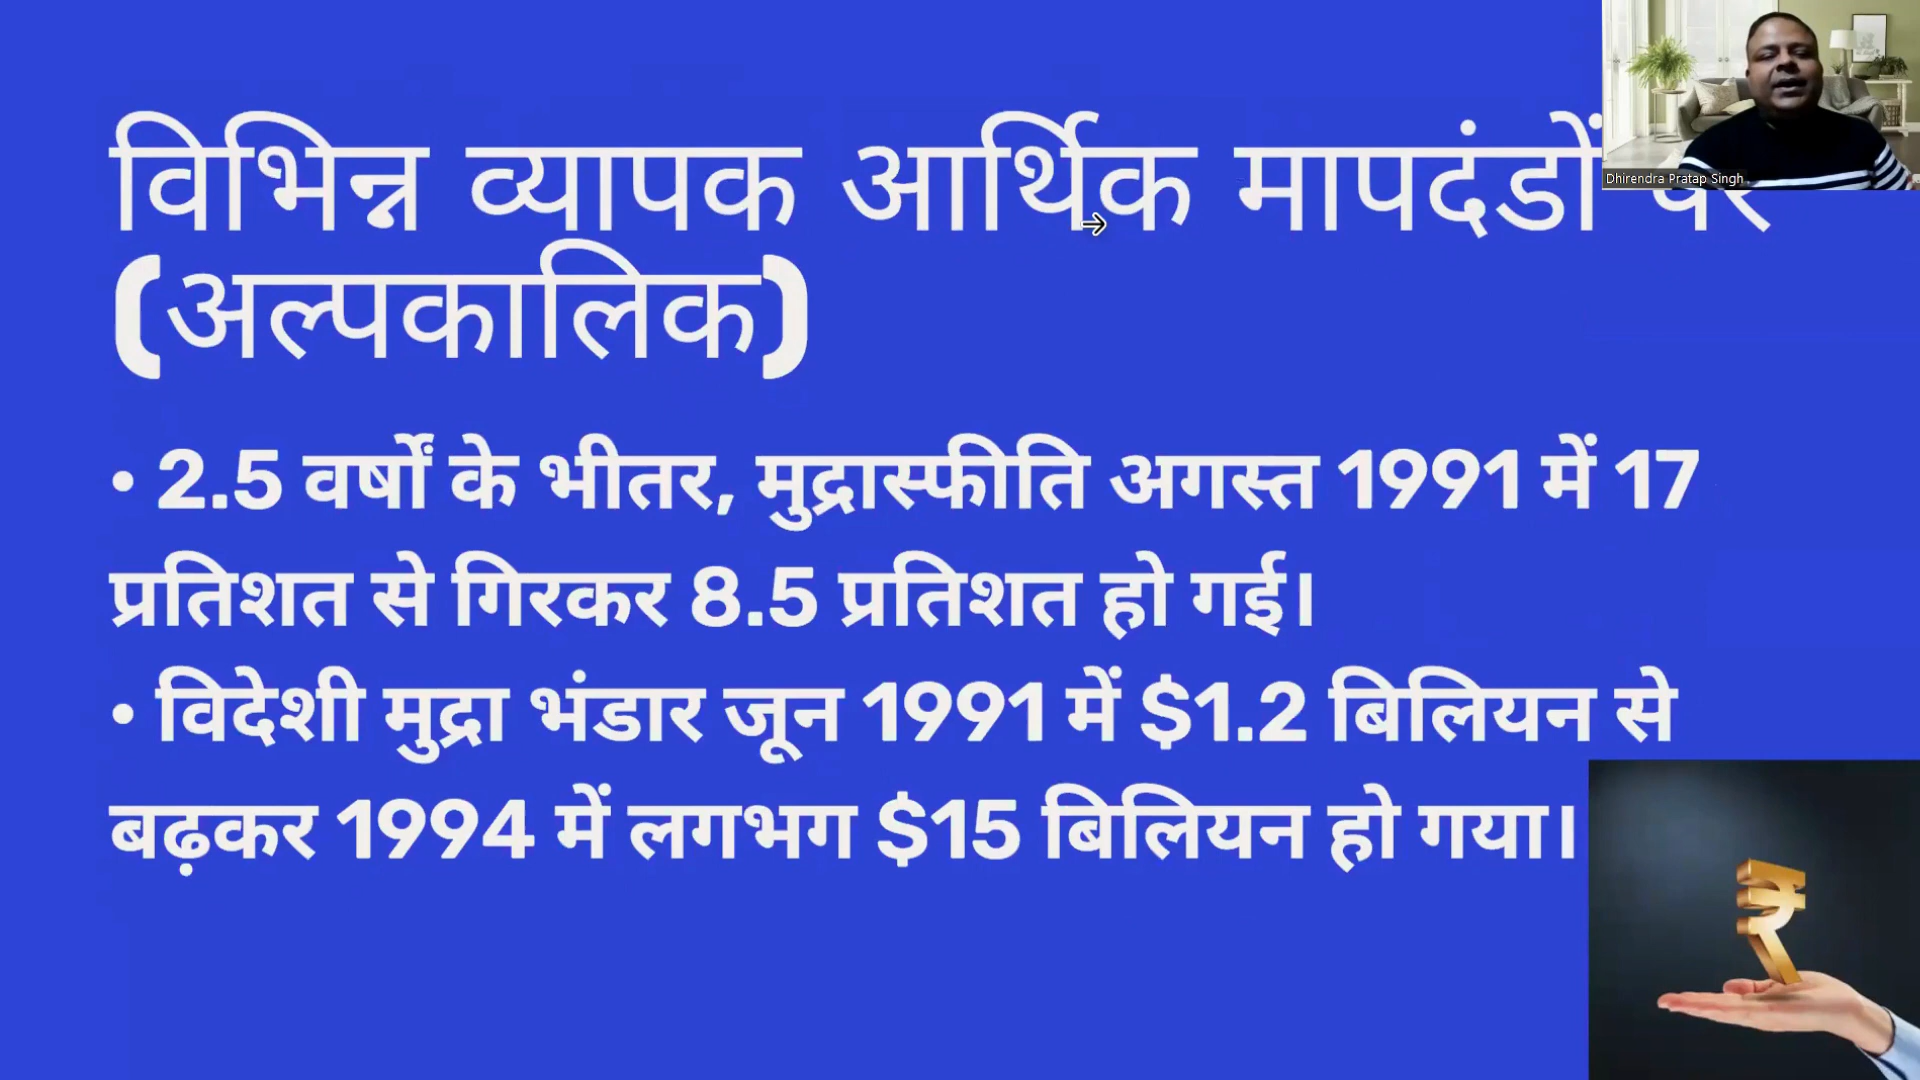 विभिन्न व्यापक आर्थिक मापदंडों
(अल्पकालिक)
• 2.5 वर्षों के भीतर, मुद्रास्फीति अगस्त 1991 में 17
प्रतिशत से गिरकर 8.5 प्रतिशत हो गई।
• विदेशी मुद्रा भंडार जून 1991 में $1.2 बिलियन से
बढ़कर 1994 में लगभग $15 बिलियन हो गया।
Dhirendra Pratap Singh
₹